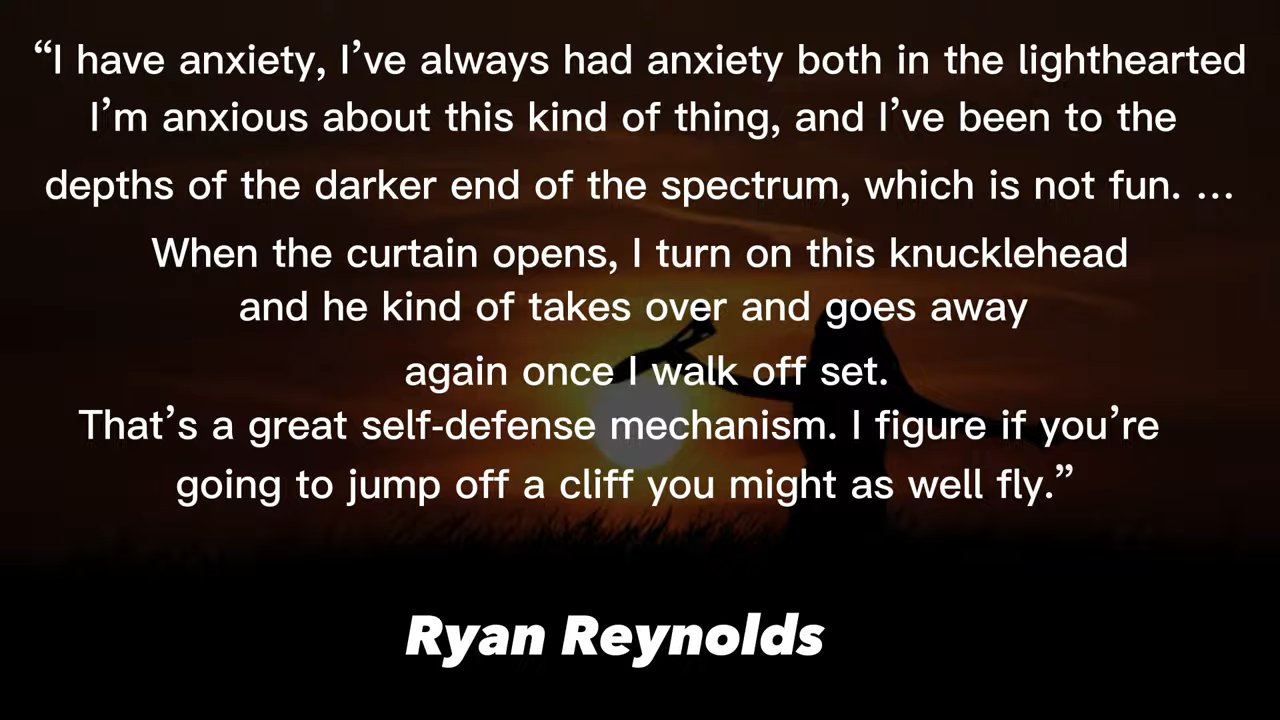 “I have anxiety, I’ve always had anxiety both in the lighthearted
I’m anxious about this kind of thing, and I’ve been to the
depths of the darker end of the spectrum, which is not fun. ...
When the curtain opens, I turn on this knucklehead
and he kind of takes over and goes away
again once I walk off set.
That’s a great self-defense mechanism. I figure if you’re
going to jump off a cliff you might as well fly.”
Ryan Reynolds